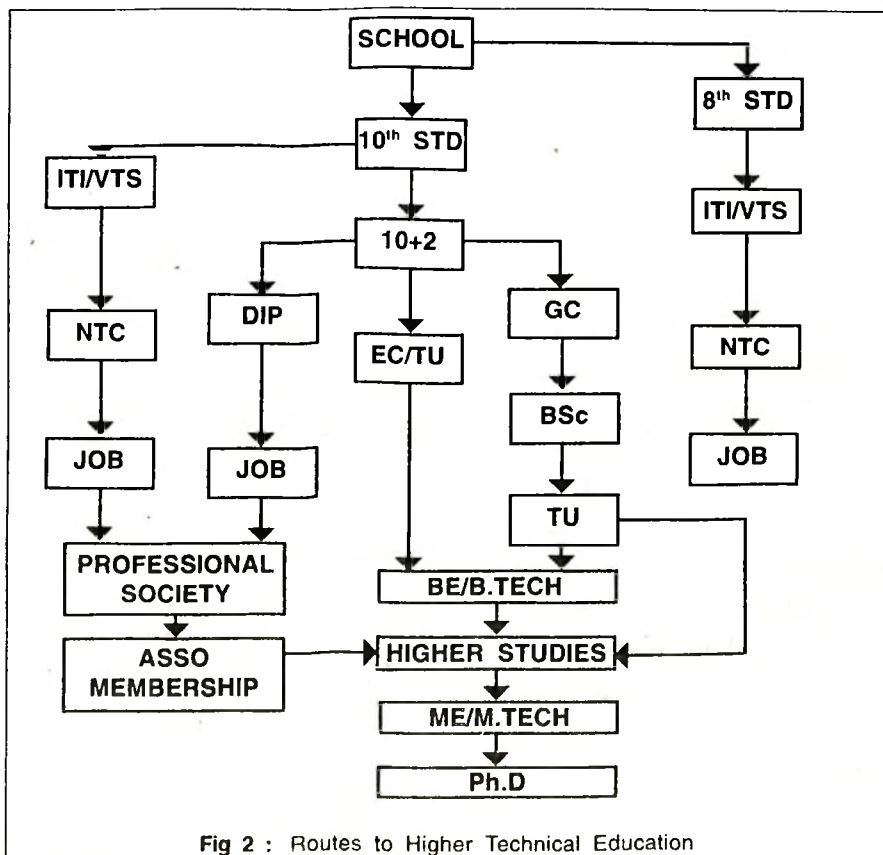 SCHOOL
8th STD
10th STD
ITI/VTS
ITI/VTS
10+2
DIP
GC
NTC
EC/TU
NTC
BSc
JOB
JOB
JOB
TU
PROFESSIONAL
SOCIETY
BE/B.TECH
ASSO
MEMBERSHIP
HIGHER STUDIES
ME/M.TECH
Ph.D
Fig 2 : Routes to Higher Technical Education